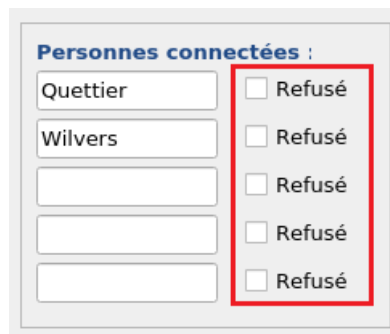 Personnes connectées :
Quettier Refusé
Wilvers Refusé
Refusé
Refusé
Refusé